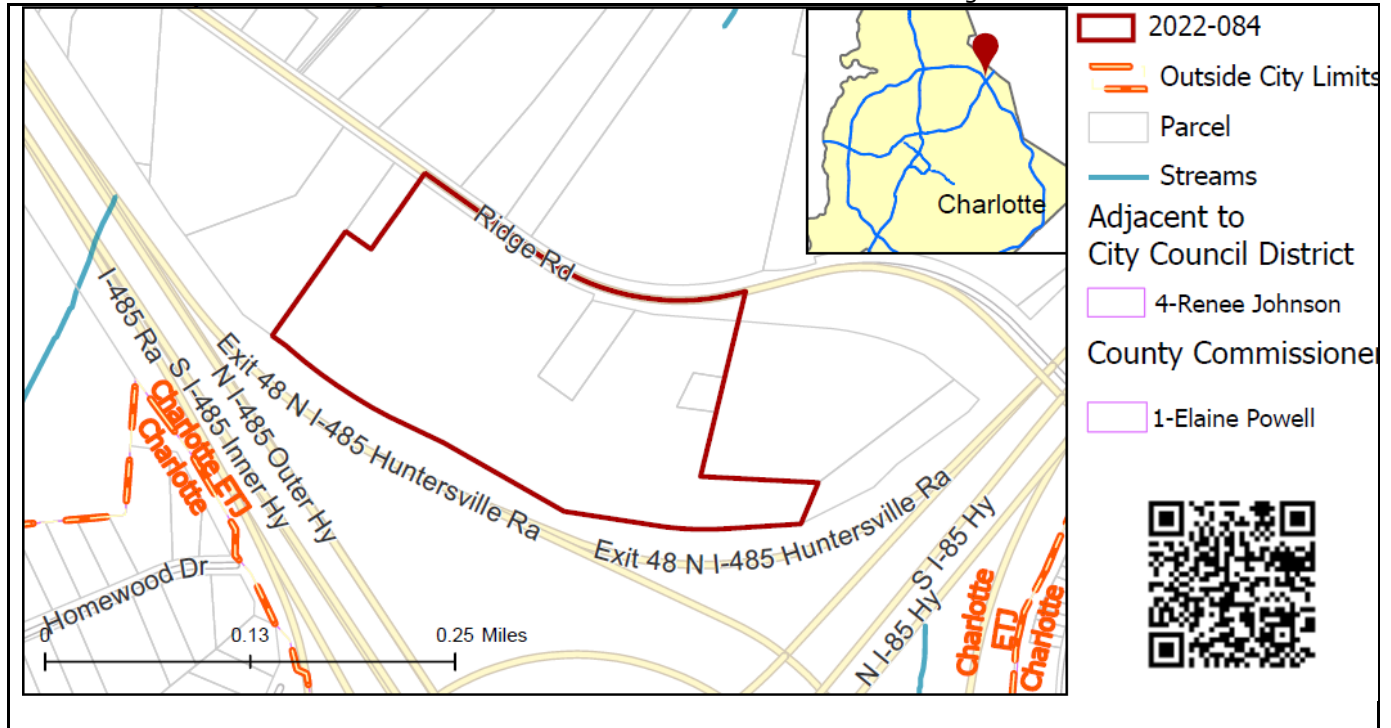 Ridge Rd
I-485 Ra
S I-485 Inner Hy
N I-485 Outer Hy
Exit 48 N I-485 Huntersville Ra
Exit 48 N I-485 Huntersville Ra
S I-85 Hy
N I-85 Hy
Charlotte ETJ
Charlotte
Charlotte
ETJ
Charlotte
Homewood Dr
0
0.13
0.25 Miles
Charlotte
2022-084
Outside City Limits
Parcel
Streams
Adjacent to
City Council District
4-Renee Johnson
County Commissioner
1-Elaine Powell